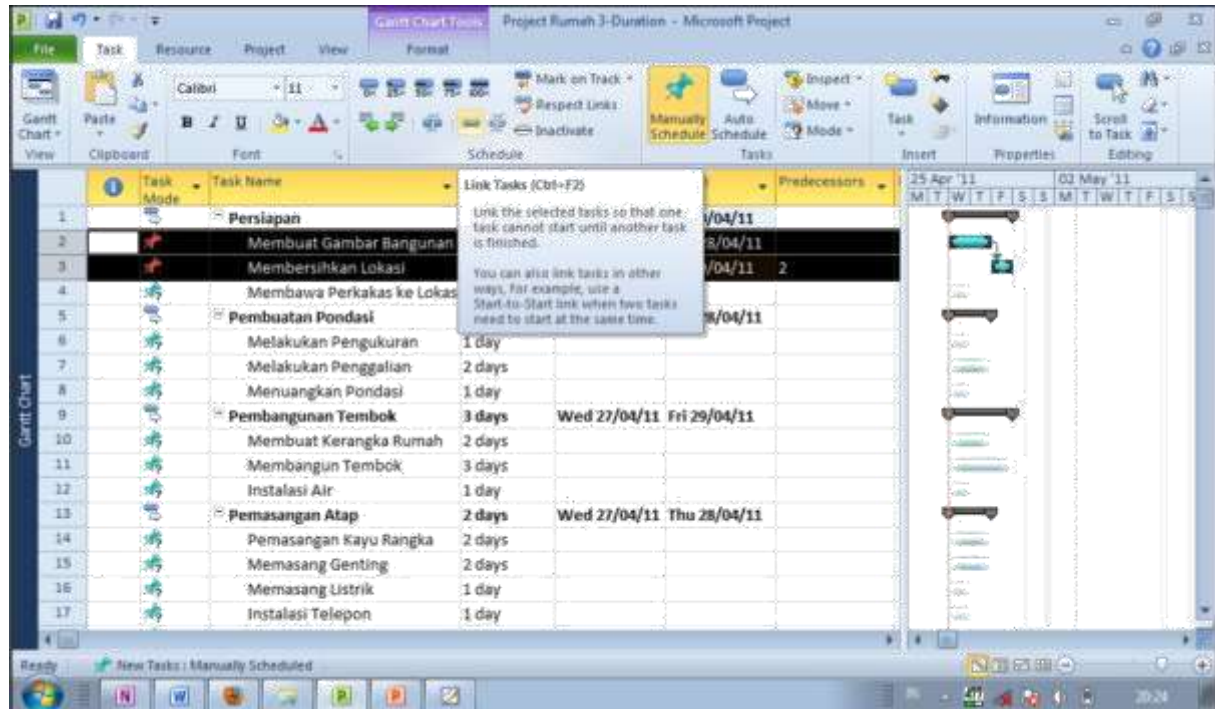 Gantt Chart Tools Project Rumah 3-Duration - Microsoft Project
File Task Resource Project View Format
Gantt Chart
Paste
Calibri 11
B I U A
Mark on Track
Respect Links
Inactivate
Manually Schedule
Auto Schedule
Inspect
Move
Mode
Task
Information
Scroll to Task
View Clipboard Font Schedule Tasks Insert Properties Editing
Task Mode Task Name Predecessors 25 Apr '11 02 May '11
M T W T F S S M T W T F S S
Link Tasks (Ctrl+F2)
Link the selected tasks so that one
task cannot start until another task
is finished.
You can also link tasks in other
ways, for example, use a
Start-to-Start link when two tasks
need to start at the same time.
1 Persiapan /04/11
2 Membuat Gambar Bangunan 8/04/11
3 Membersihkan Lokasi /04/11 2
4 Membawa Perkakas ke Lokas
5 Pembuatan Pondasi 8/04/11
6 Melakukan Pengukuran 1 day
7 Melakukan Penggalian 2 days
8 Menuangkan Pondasi 1 day
9 Pembangunan Tembok 3 days Wed 27/04/11 Fri 29/04/11
10 Membuat Kerangka Rumah 2 days
11 Membangun Tembok 3 days
12 Instalasi Air 1 day
13 Pemasangan Atap 2 days Wed 27/04/11 Thu 28/04/11
14 Pemasangan Kayu Rangka 2 days
15 Memasang Genting 2 days
16 Memasang Listrik 1 day
17 Instalasi Telepon 1 day
Gantt Chart
Ready New Tasks : Manually Scheduled
20:24